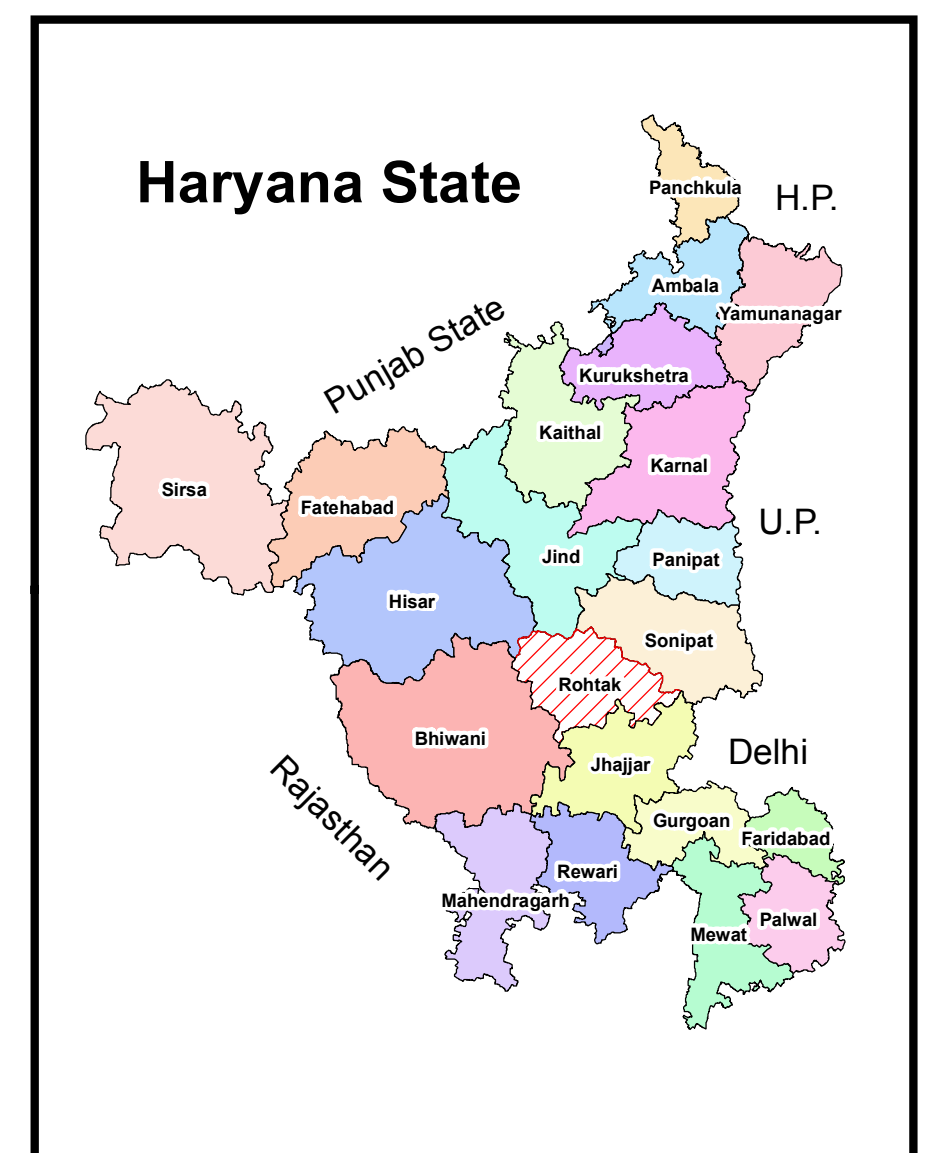 Haryana State
Panchkula
H.P.
Ambala
Yamunanagar
Punjab State
Kurukshetra
Kaithal
Karnal
Sirsa
Fatehabad
U.P.
Jind
Panipat
Hisar
Sonipat
Rohtak
Bhiwani
Delhi
Jhajjar
Rajasthan
Gurgoan
Faridabad
Rewari
Mahendragarh
Palwal
Mewat